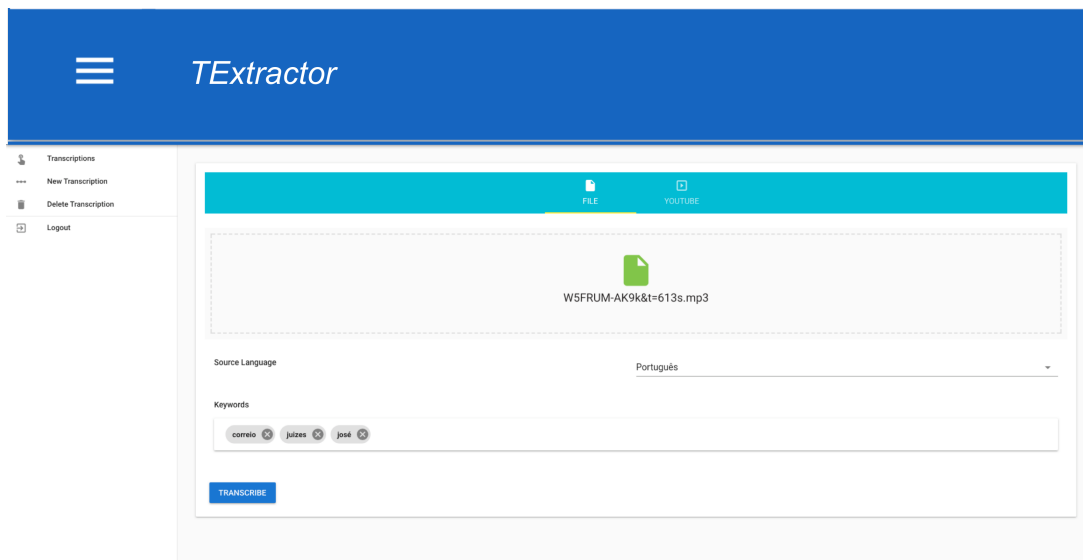 TExtractor
Transcriptions
New Transcription
Delete Transcription
Logout
FILE
YOUTUBE
W5FRUM-AK9k&t=613s.mp3
Source Language
Português
Keywords
correio juizes josé
TRANSCRIBE